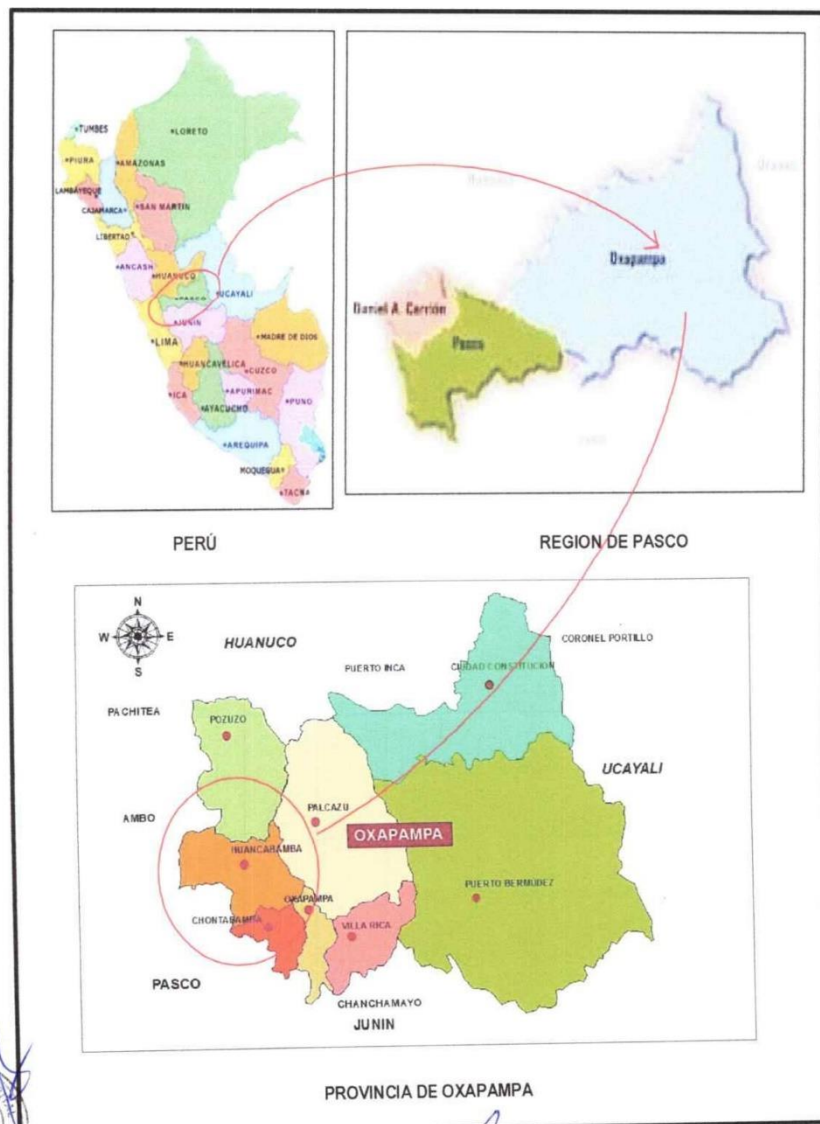 TUMBES
LORETO
PIURA
AMAZONAS
LAMBAYEQUE
CAJAMARCA
SAN MARTIN
LIBERTAD
ANCASH
HUANUCO
PASCO
UCAYALI
JUNIN
LIMA
MADRE DE DIOS
HUANCAVELICA
CUZCO
ICA
APURIMAC
PUNO
AYACUCHO
AREQUIPA
MOQUEGUA
TACNA
PERÚ
Oxapampa
Daniel A. Carrión
Pasco
REGION DE PASCO
N
W E
S
HUANUCO
CORONEL PORTILLO
PUERTO INCA
CIUDAD CONSTITUCIÓN
PACHITEA
POZUZO
UCAYALI
AMBO
PALCAZU
OXAPAMPA
HUANCABAMBA
PUERTO BERMÚDEZ
OXAPAMPA
CHONTABAMBA
VILLA RICA
PASCO
CHANCHAMAYO
JUNIN
PROVINCIA DE OXAPAMPA